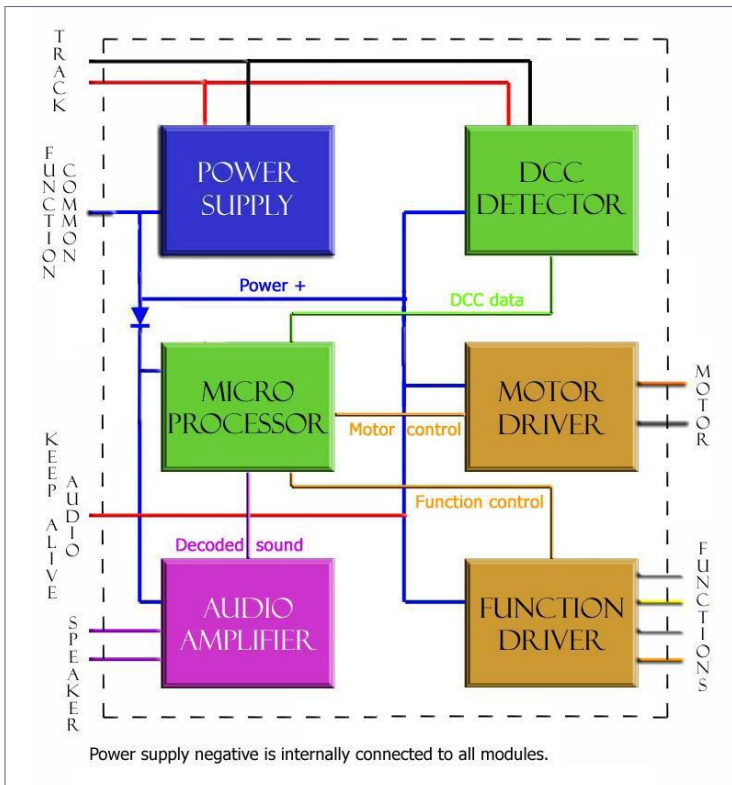 TRACK
FUNCTION
COMMON
POWER
SUPPLY
DCC
DETECTOR
Power +
DCC data
MICRO
PROCESSOR
MOTOR
DRIVER
MOTOR
Motor control
KEEP ALIVE
AUDIO
Function control
Decoded sound
AUDIO
AMPLIFIER
FUNCTION
DRIVER
FUNCTIONS
SPEAKER
Power supply negative is internally connected to all modules.